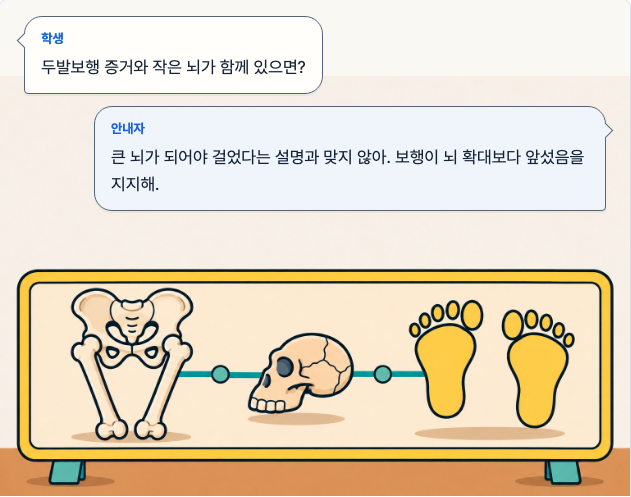 학생
두발보행 증거와 작은 뇌가 함께 있으면?
안내자
큰 뇌가 되어야 걸었다는 설명과 맞지 않아. 보행이 뇌 확대보다 앞섰음을
지지해.